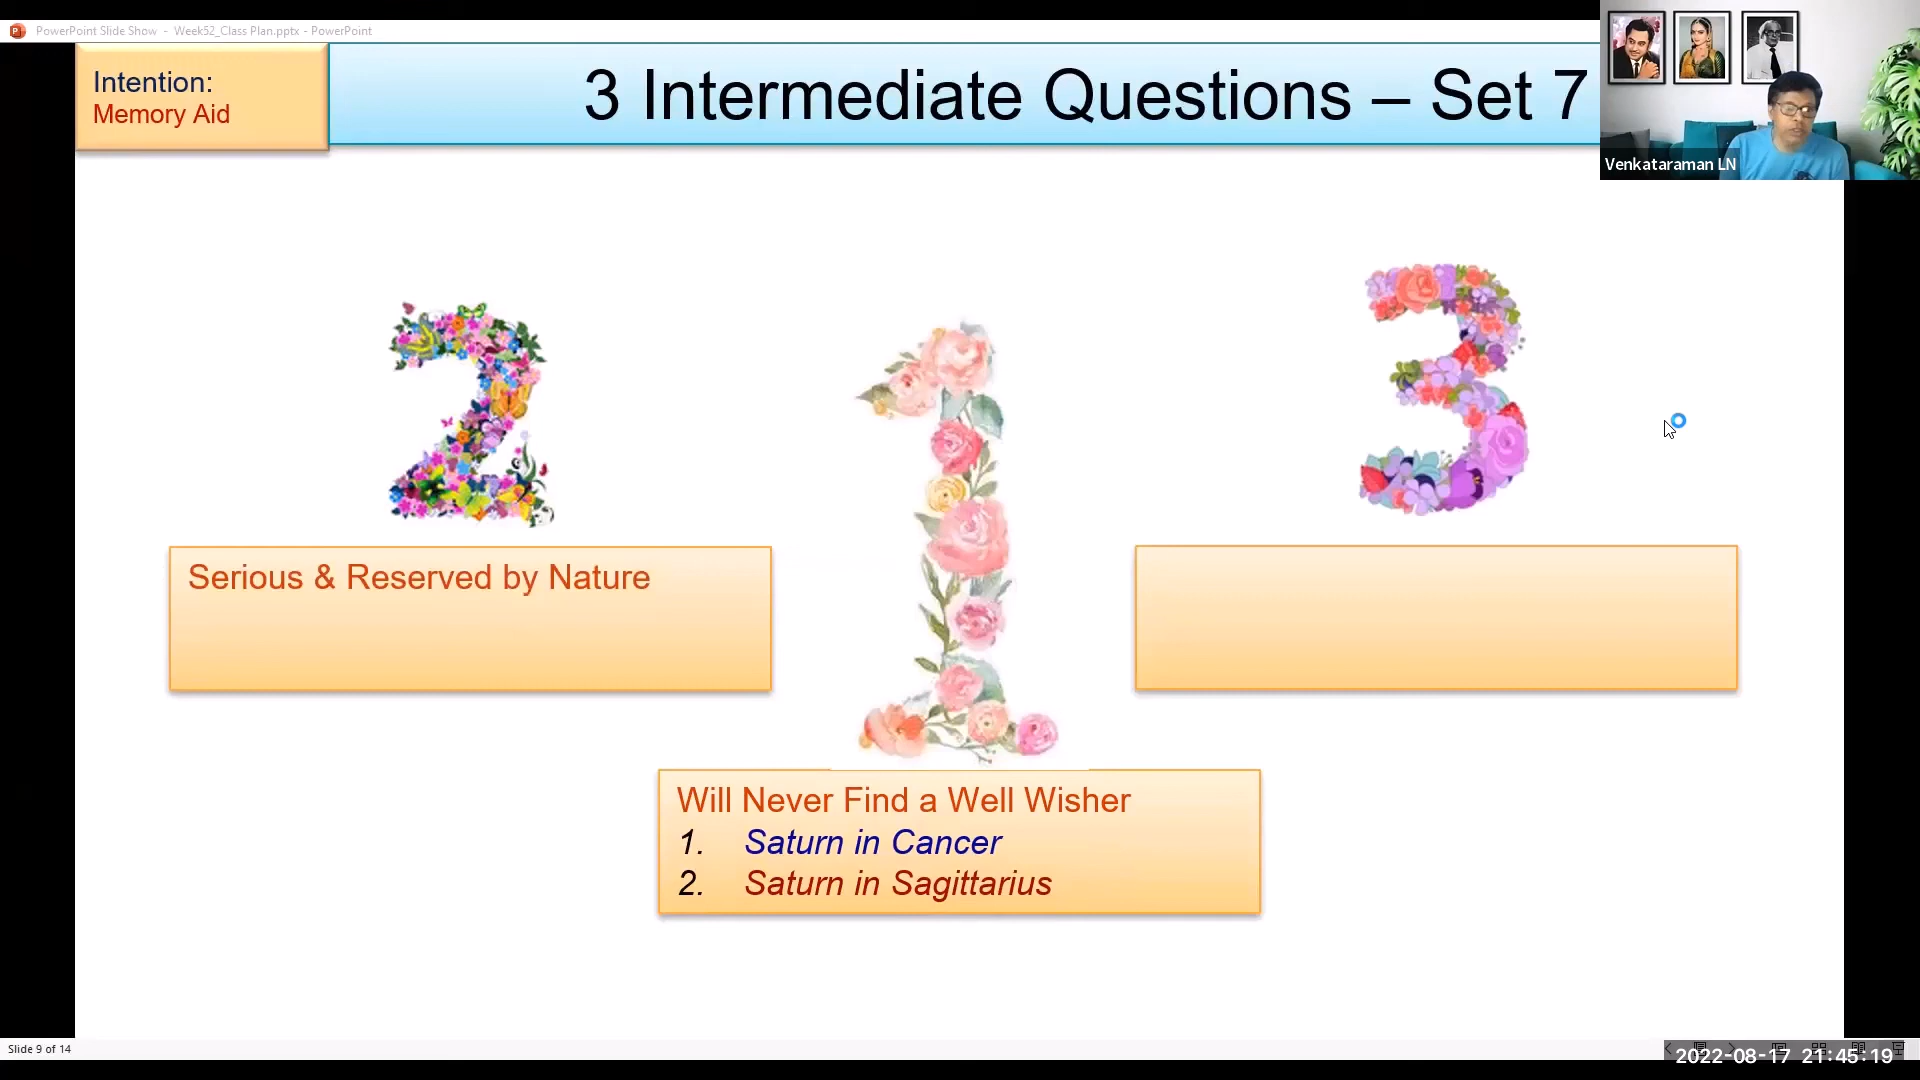 PowerPoint Slide Show - Week52_Class Plan.pptx - PowerPoint
Intention:
Memory Aid
3 Intermediate Questions – Set 7
Venkataraman LN
2
1
3
Serious & Reserved by Nature
Will Never Find a Well Wisher
1. Saturn in Cancer
2. Saturn in Sagittarius
Slide 9 of 14
2022-08-17 21:45:19